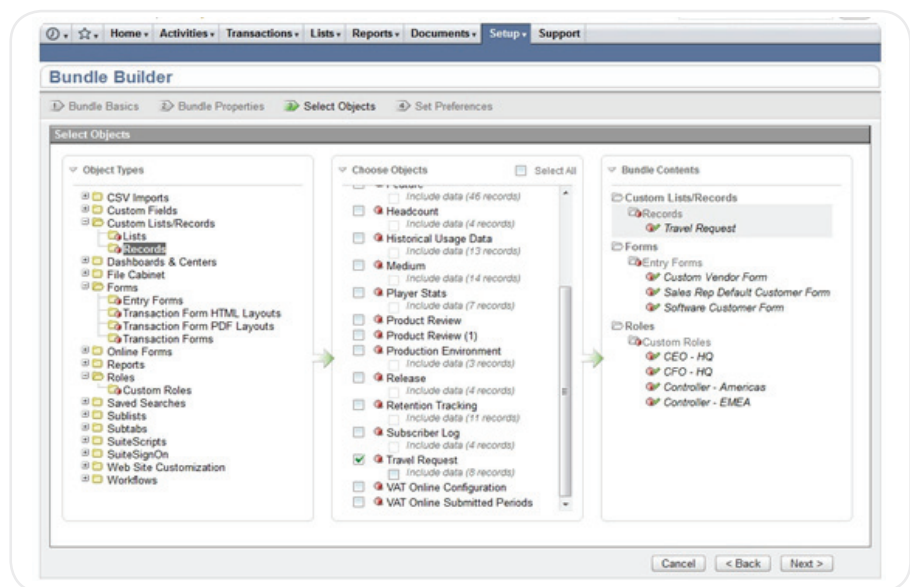 Home Activities Transactions Lists Reports Documents Setup Support
Bundle Builder
1 Bundle Basics 2 Bundle Properties 3 Select Objects 4 Set Preferences
Select Objects
Object Types
CSV Imports
Custom Fields
Custom Lists/Records
Lists
Records
Dashboards & Centers
File Cabinet
Forms
Entry Forms
Transaction Form HTML Layouts
Transaction Form PDF Layouts
Transaction Forms
Online Forms
Reports
Roles
Custom Roles
Saved Searches
Sublists
Subtabs
SuiteScripts
SuiteSignOn
Web Site Customization
Workflows
Choose Objects Select All
Include data (46 records)
Headcount
Include data (4 records)
Historical Usage Data
Include data (13 records)
Medium
Include data (14 records)
Player Stats
Include data (7 records)
Product Review
Product Review (1)
Production Environment
Include data (3 records)
Release
Include data (4 records)
Retention Tracking
Include data (11 records)
Subscriber Log
Include data (4 records)
Travel Request
Include data (8 records)
VAT Online Configuration
VAT Online Submitted Periods
Bundle Contents
Custom Lists/Records
Records
Travel Request
Forms
Entry Forms
Custom Vendor Form
Sales Rep Default Customer Form
Software Customer Form
Roles
Custom Roles
CEO - HQ
CFO - HQ
Controller - Americas
Controller - EMEA
Cancel < Back Next >